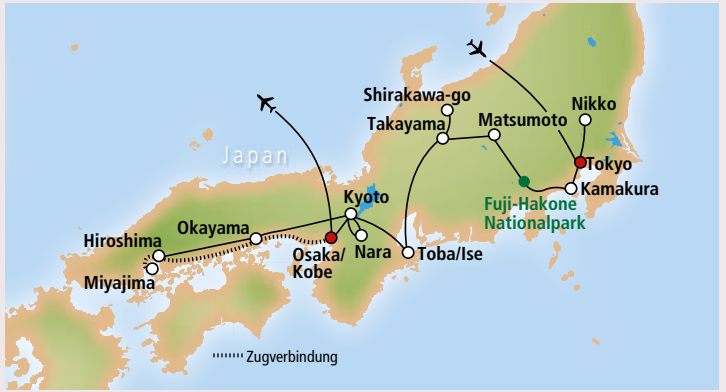 Shirakawa-go
Takayama
Matsumoto
Nikko
Japan
Tokyo
Kamakura
Kyoto
Fuji-Hakone
Nationalpark
Okayama
Hiroshima
Osaka/
Kobe
Nara
Toba/Ise
Miyajima
Zugverbindung